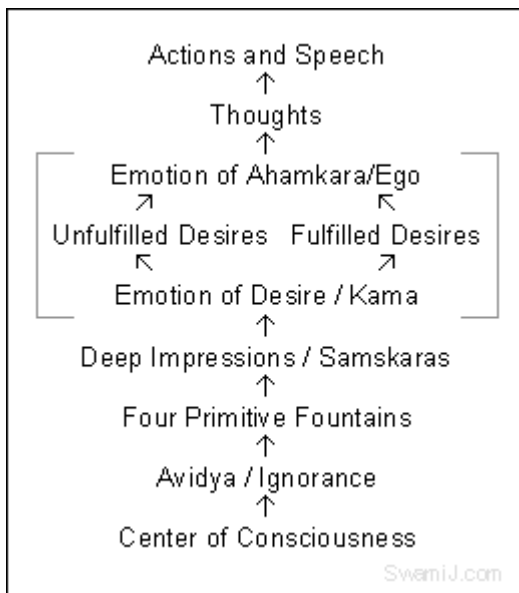 Actions and Speech
Thoughts
Emotion of Ahamkara/Ego
Unfulfilled Desires Fulfilled Desires
Emotion of Desire / Kama
Deep Impressions / Samskaras
Four Primitive Fountains
Avidya / Ignorance
Center of Consciousness
SwamiJ.com